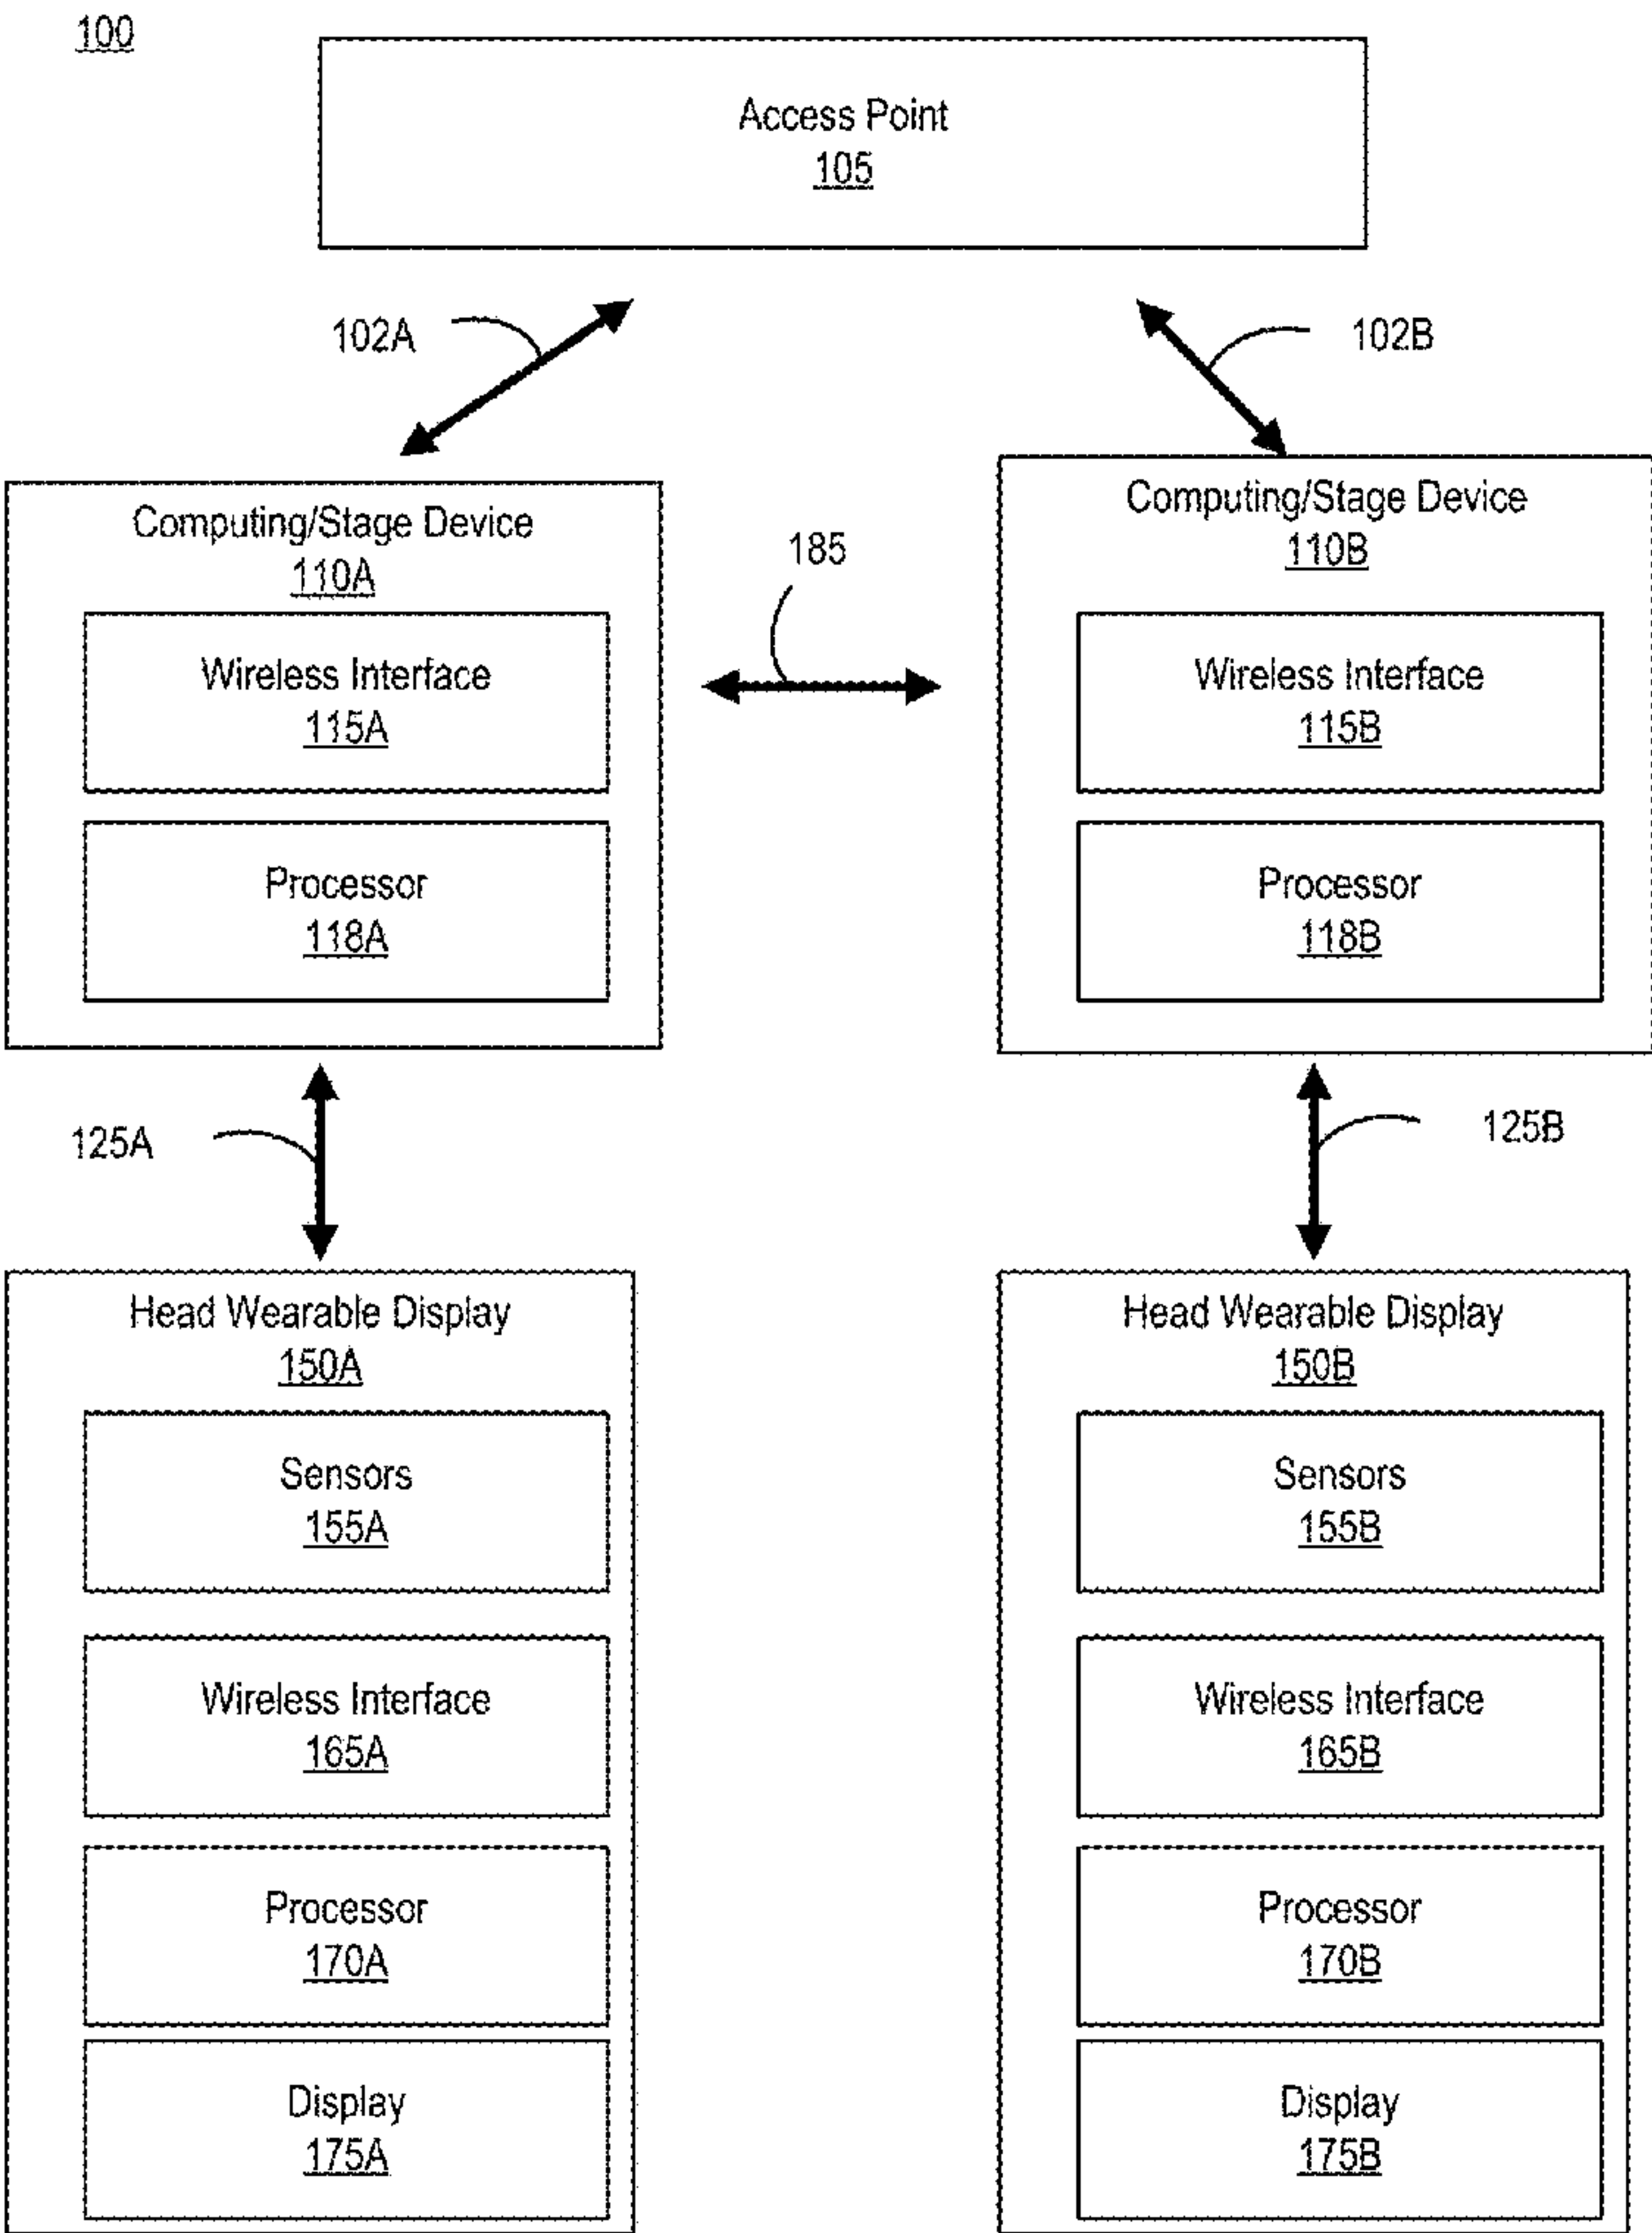 100
Access Point
105
102A
102B
Computing/Stage Device
110A
Wireless Interface
115A
Processor
118A
185
Computing/Stage Device
110B
Wireless Interface
115B
Processor
118B
125A
125B
Head Wearable Display
150A
Sensors
155A
Wireless Interface
165A
Processor
170A
Display
175A
Head Wearable Display
150B
Sensors
155B
Wireless Interface
165B
Processor
170B
Display
175B